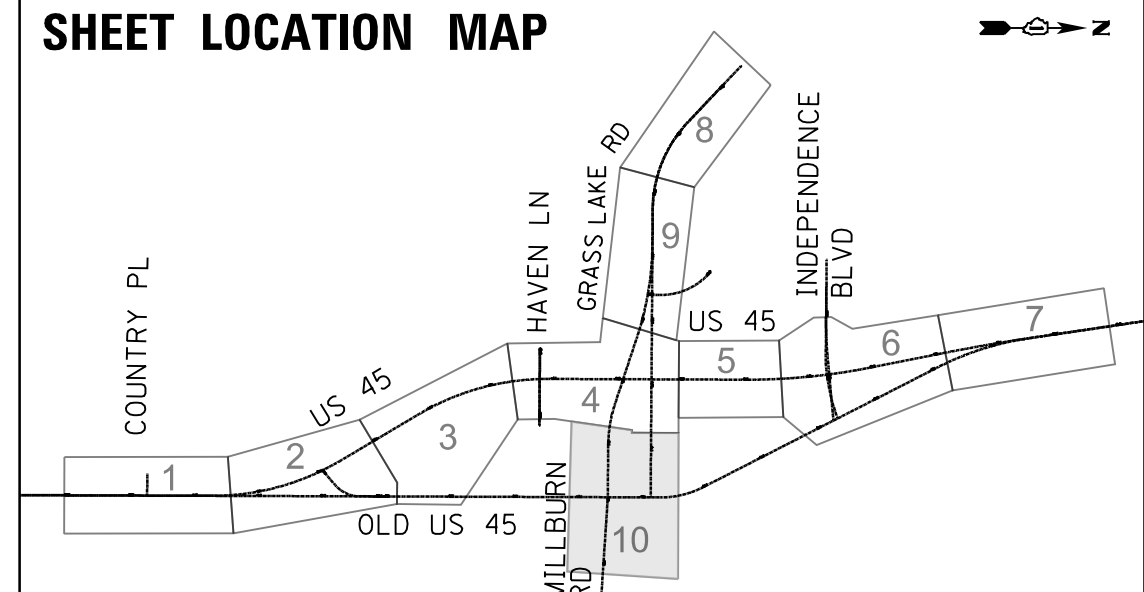 SHEET LOCATION MAP
N
8
GRASS LAKE RD
9
INDEPENDENCE
BLVD
HAVEN LN
COUNTRY PL
US 45
US 45
7
6
5
4
3
2
1
OLD US 45
MILLBURN
RD
10